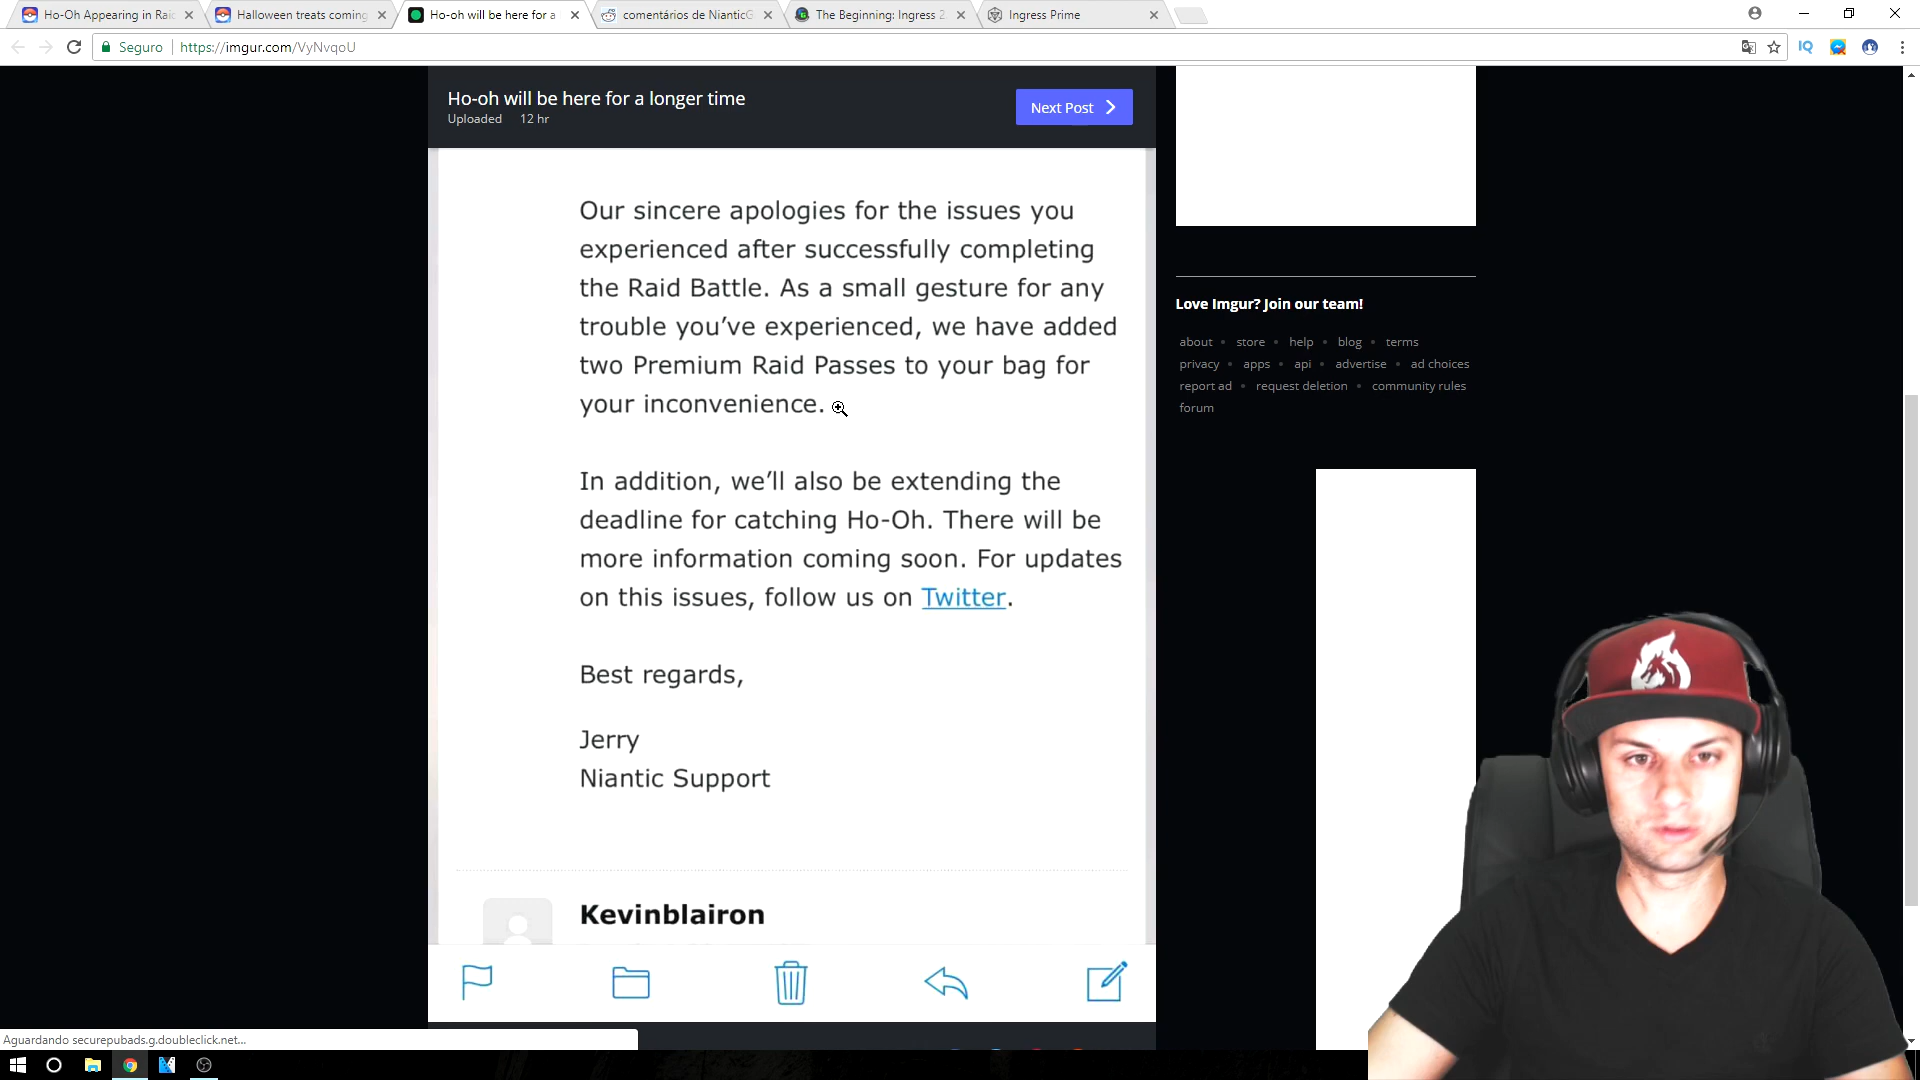 Ho-Oh Appearing in Raid
Halloween treats coming
Ho-oh will be here for a
comentários de NianticG
The Beginning: Ingress 2
Ingress Prime
Seguro
https://imgur.com/VyNvqoU
IQ
Ho-oh will be here for a longer time
Uploaded 12 hr
Next Post
Our sincere apologies for the issues you
experienced after successfully completing
the Raid Battle. As a small gesture for any
trouble you've experienced, we have added
two Premium Raid Passes to your bag for
your inconvenience.
In addition, we'll also be extending the
deadline for catching Ho-Oh. There will be
more information coming soon. For updates
on this issues, follow us on Twitter.
Best regards,
Jerry
Niantic Support
Kevinblairon
Love Imgur? Join our team!
about • store • help • blog • terms
privacy • apps • api • advertise • ad choices
report ad • request deletion • community rules
forum
Aguardando securepubads.g.doubleclick.net...